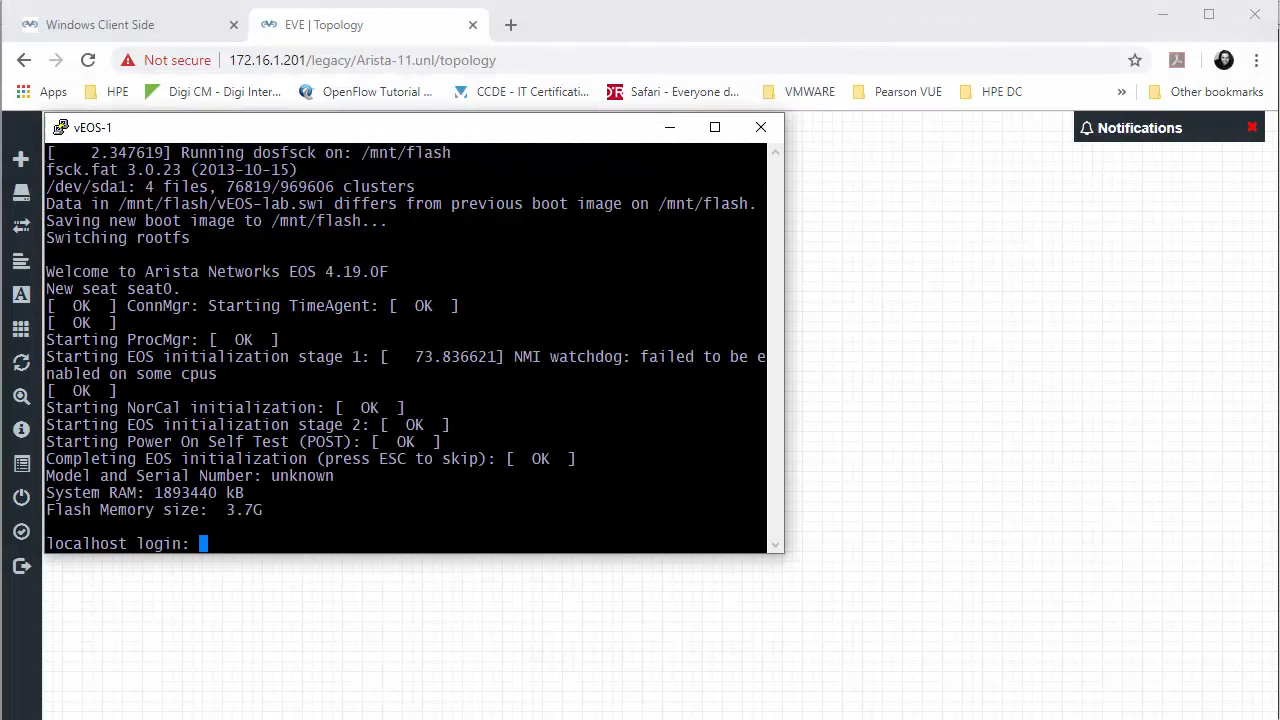 Windows Client Side
EVE | Topology
Not secure
172.16.1.201/legacy/Arista-11.unl/topology
Apps
HPE
Digi CM - Digi Inter...
OpenFlow Tutorial ...
CCDE - IT Certificati...
O'R
Safari - Everyone d...
VMWARE
Pearson VUE
HPE DC
»
Other bookmarks
Notifications
vEOS-1
[    2.347619] Running dosfsck on: /mnt/flash
fsck.fat 3.0.23 (2013-10-15)
/dev/sda1: 4 files, 76819/969606 clusters
Data in /mnt/flash/vEOS-lab.swi differs from previous boot image on /mnt/flash.
Saving new boot image to /mnt/flash...
Switching rootfs
Welcome to Arista Networks EOS 4.19.0F
New seat seat0.
[  OK  ] ConnMgr: Starting TimeAgent: [  OK  ]
[  OK  ]
Starting ProcMgr: [  OK  ]
Starting EOS initialization stage 1: [   73.836621] NMI watchdog: failed to be e
nabled on some cpus
[  OK  ]
Starting NorCal initialization: [  OK  ]
Starting EOS initialization stage 2: [  OK  ]
Starting Power On Self Test (POST): [  OK  ]
Completing EOS initialization (press ESC to skip): [  OK  ]
Model and Serial Number: unknown
System RAM: 1893440 kB
Flash Memory size:  3.7G
localhost login:
A